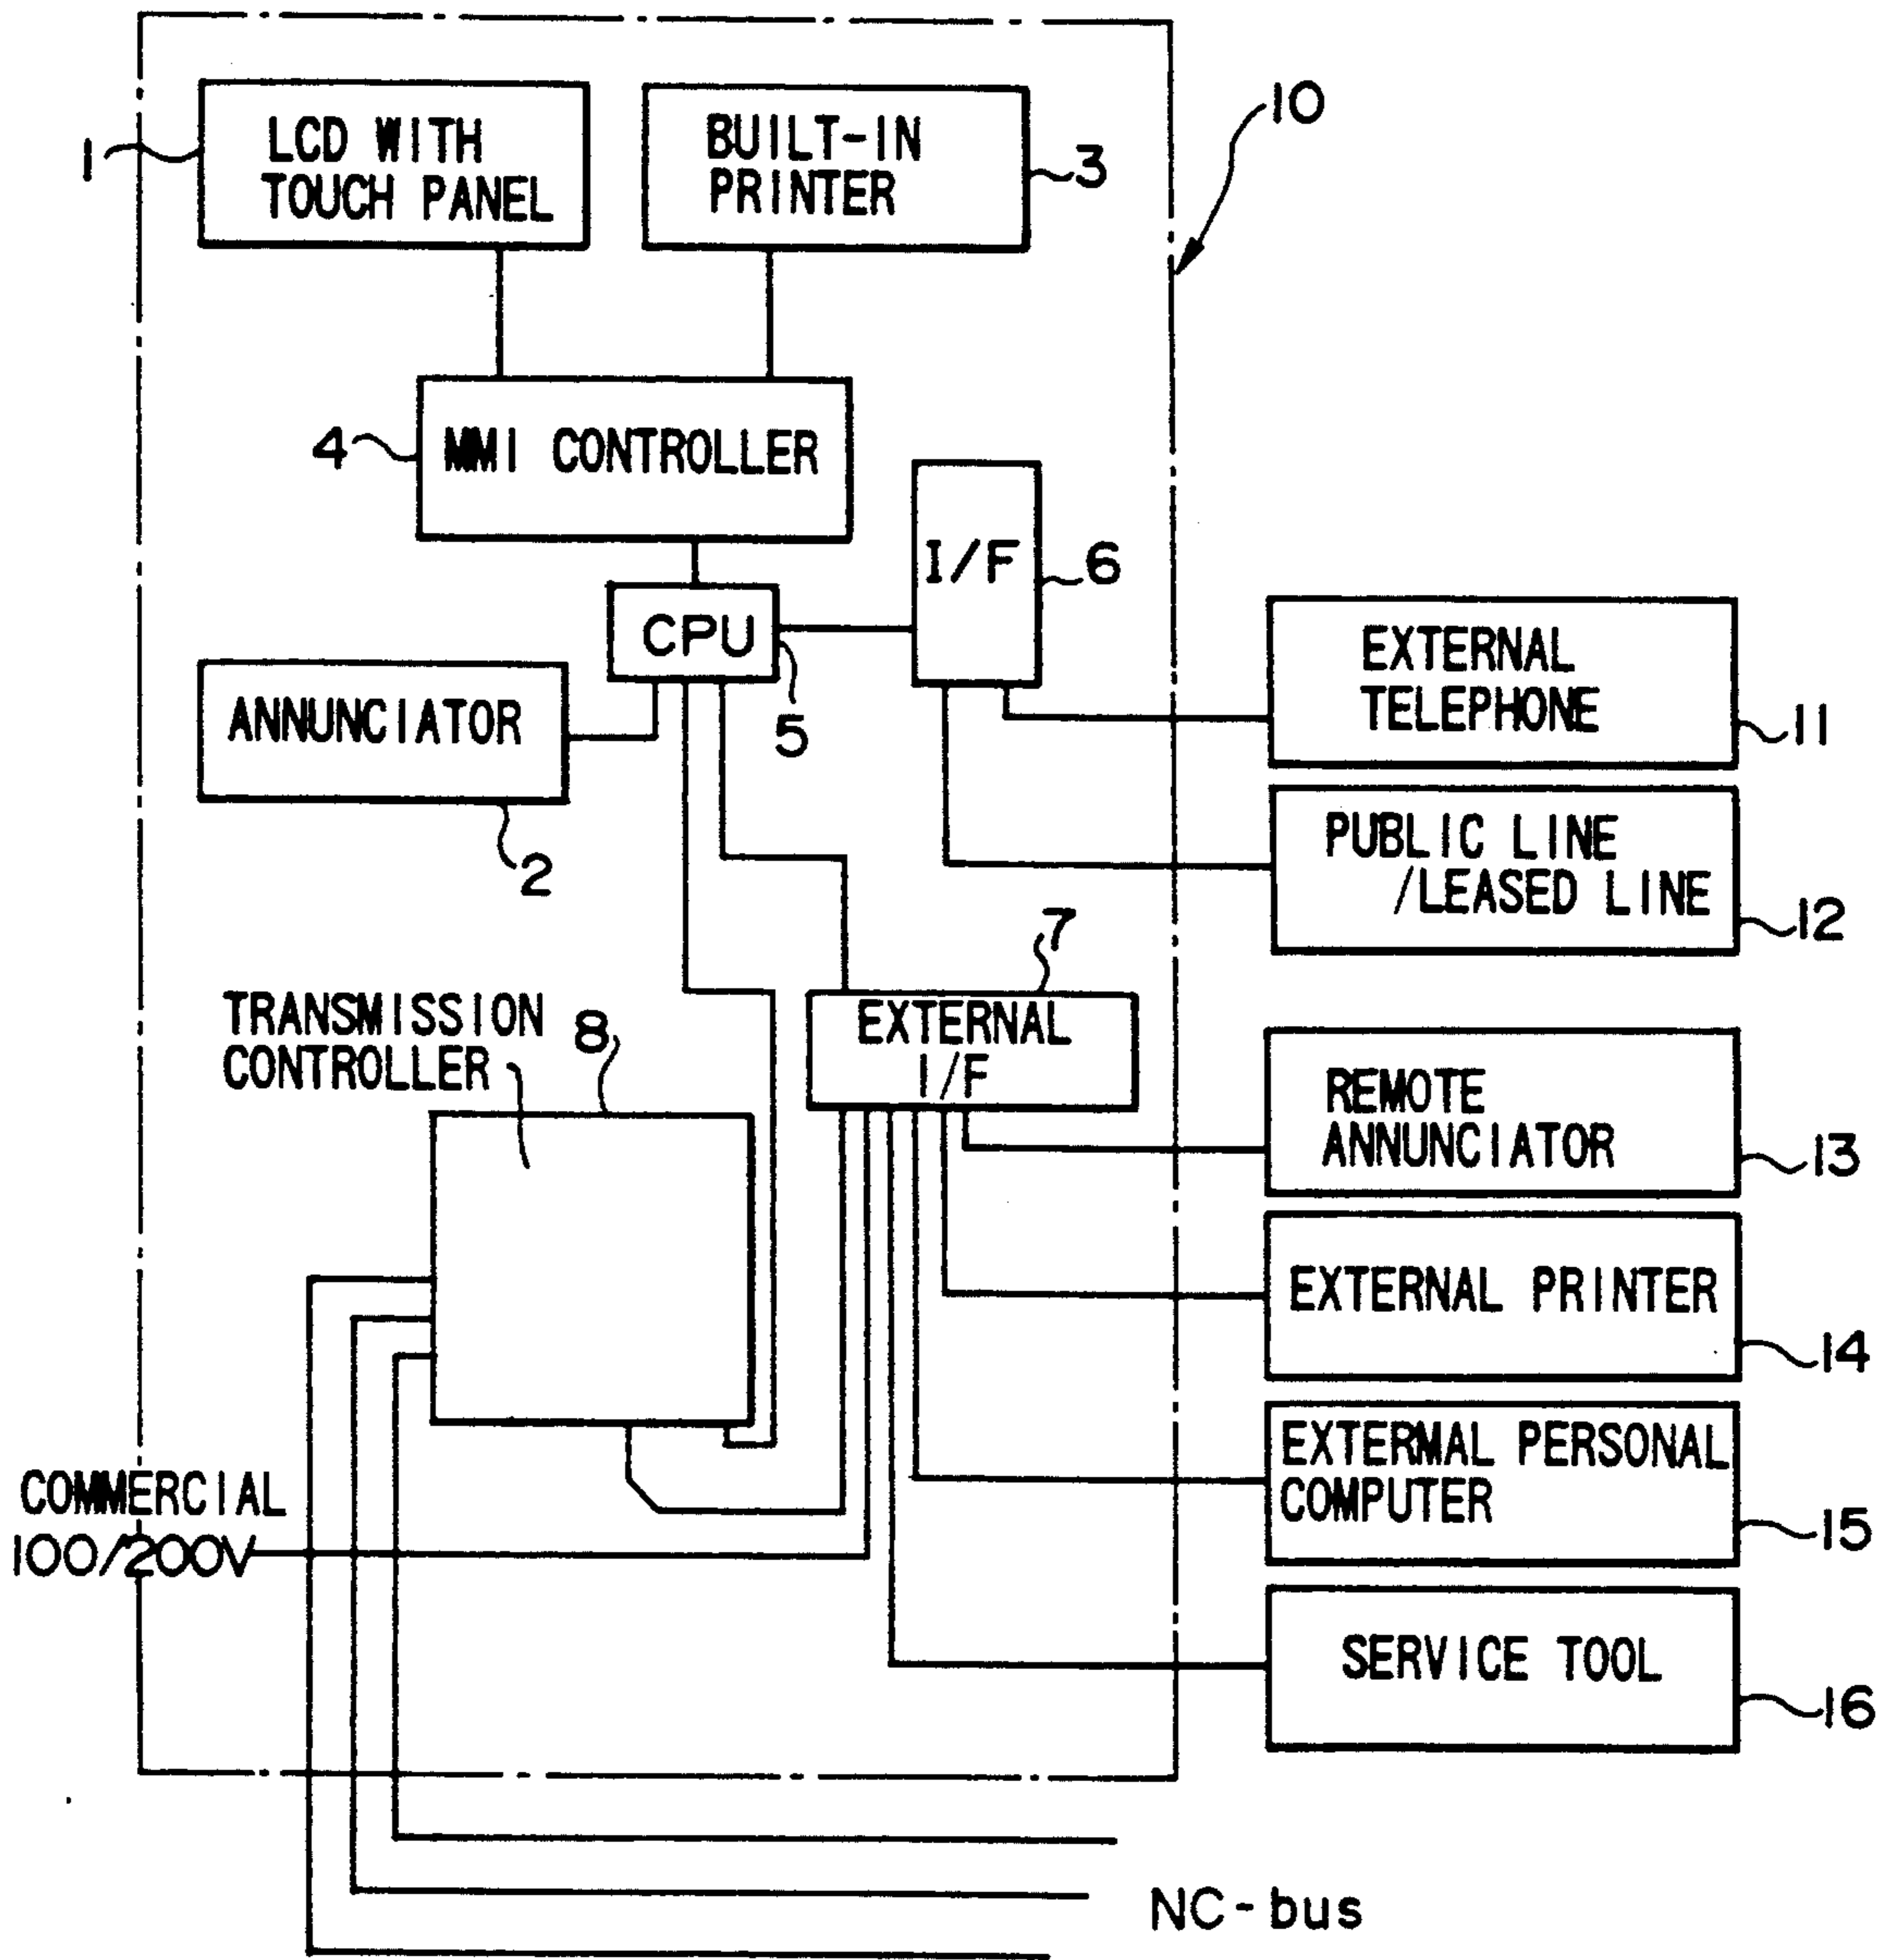 10
LCD WITH
TOUCH PANEL
1
BUILT-IN
PRINTER
3
4
MMI CONTROLLER
I/F
6
CPU
5
ANNUNCIATOR
2
EXTERNAL
TELEPHONE
11
PUBLIC LINE
/LEASED LINE
12
7
EXTERNAL
I/F
TRANSMISSION
CONTROLLER
8
REMOTE
ANNUNCIATOR
13
EXTERNAL PRINTER
14
EXTERMAL PERSONAL
COMPUTER
15
COMMERCIAL
100/200V
SERVICE TOOL
16
NC-bus